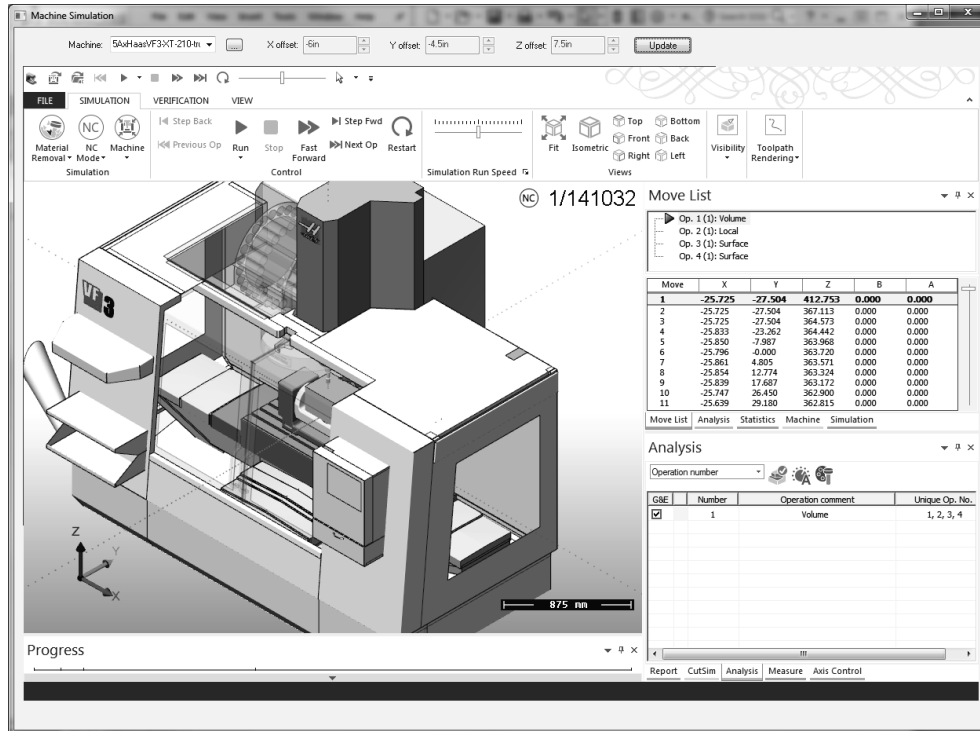 Machine Simulation
Machine: 5AxHaasVF3-XT-210-tru ... X offset: -6in Y offset: -4.5in Z offset: 7.5in Update
FILE SIMULATION VERIFICATION VIEW
Material Removal NC Mode Machine
Simulation
Step Back
Previous Op
Run Stop Fast Forward
Step Fwd
Next Op
Restart
Control
Simulation Run Speed
Fit Isometric
Top Bottom
Front Back
Right Left
Views
Visibility Toolpath Rendering
NC 1/141032
VF3
Z
Y
X
875 mm
Progress
Move List
Op. 1 (1): Volume
Op. 2 (1): Local
Op. 3 (1): Surface
Op. 4 (1): Surface
Move X Y Z B A
1 -25.725 -27.504 412.753 0.000 0.000
2 -25.725 -27.504 367.113 0.000 0.000
3 -25.725 -27.504 364.573 0.000 0.000
4 -25.833 -23.262 364.442 0.000 0.000
5 -25.850 -7.987 363.968 0.000 0.000
6 -25.796 -0.000 363.720 0.000 0.000
7 -25.861 4.805 363.571 0.000 0.000
8 -25.854 12.774 363.324 0.000 0.000
9 -25.839 17.687 363.172 0.000 0.000
10 -25.747 26.450 362.900 0.000 0.000
11 -25.639 29.180 362.815 0.000 0.000
Move List Analysis Statistics Machine Simulation
Analysis
Operation number
G&E Number Operation comment Unique Op. No.
1 Volume 1, 2, 3, 4
Report CutSim Analysis Measure Axis Control